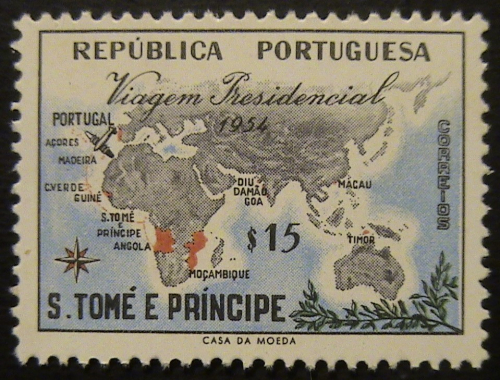 REPÚBLICA PORTUGUESA
Viagem Presidencial
1954
PORTUGAL
AÇORES
MADEIRA
C.VERDE
GUINÉ
S.TOMÉ
E
PRÍNCIPE
ANGOLA
MOÇAMBIQUE
DIU
DAMÃO
GOA
MACAU
TIMOR
CORREIOS
$15
S. TOMÉ E PRÍNCIPE
CASA DA MOEDA